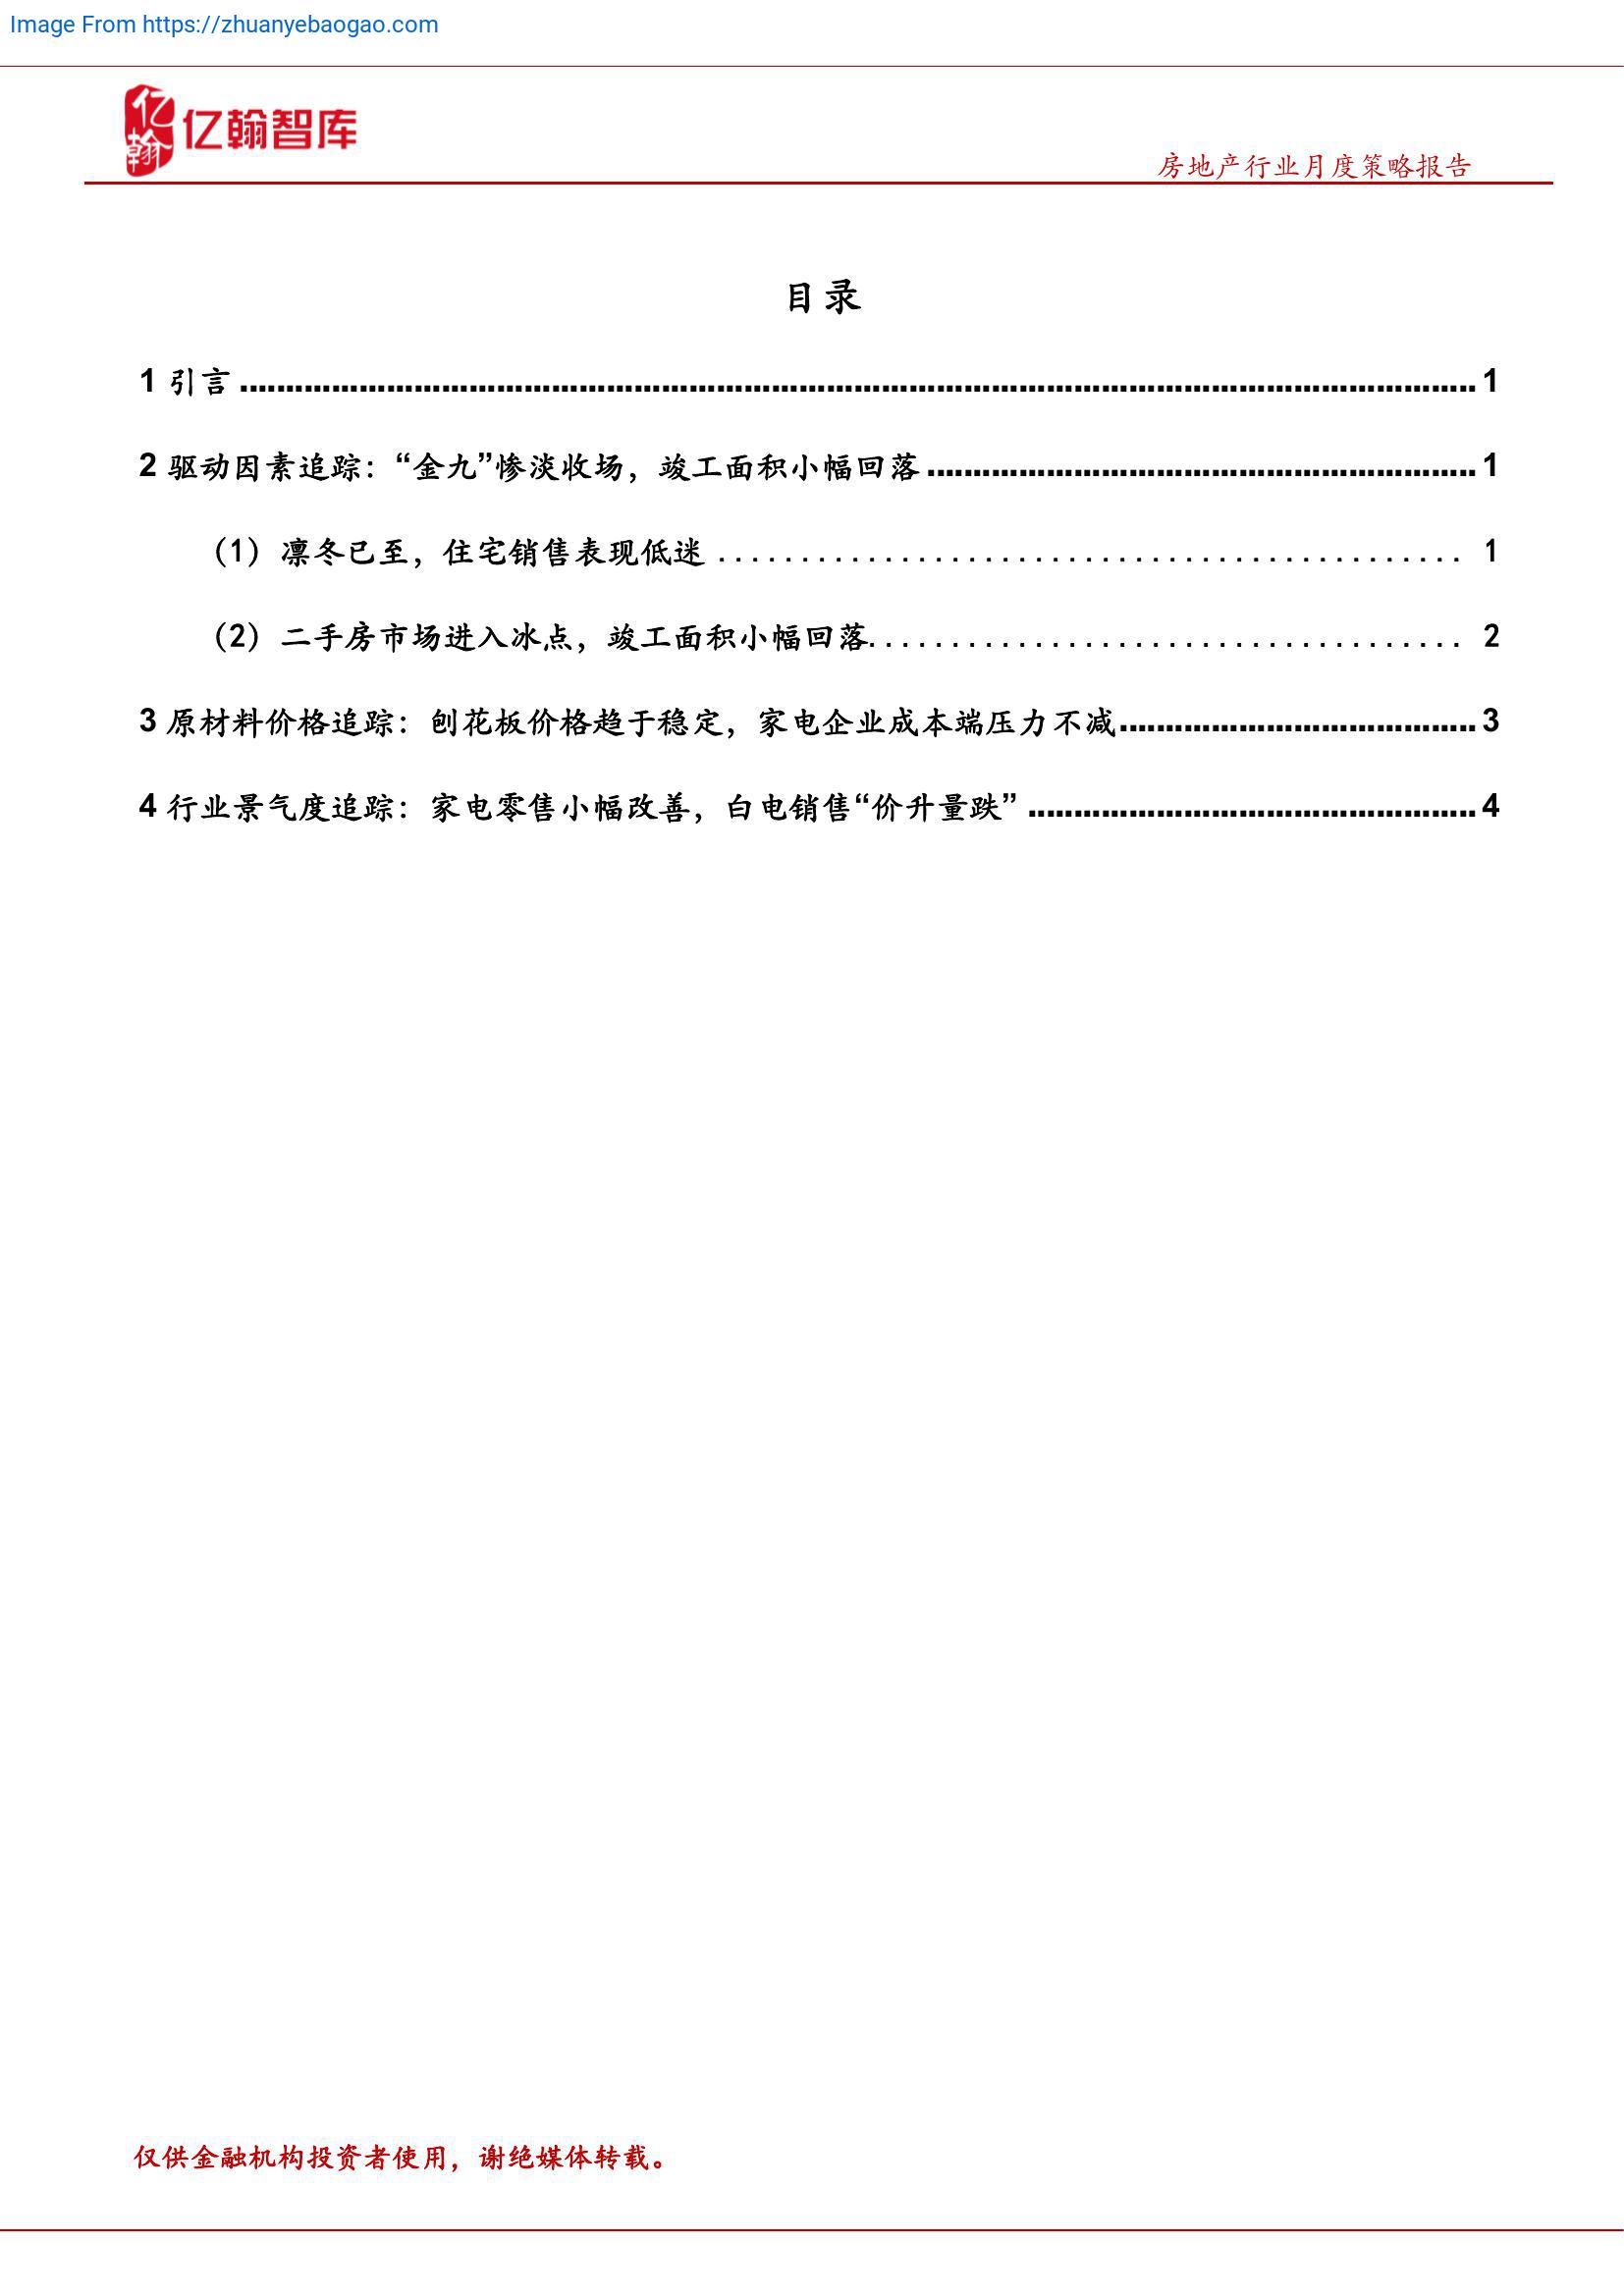 Image From https://zhuanyebaogao.com
亿翰
亿翰智库
房地产行业月度策略报告
目录
1 引言 1
2 驱动因素追踪：“金九”惨淡收场，竣工面积小幅回落 1
（1）凛冬已至，住宅销售表现低迷 1
（2）二手房市场进入冰点，竣工面积小幅回落 2
3 原材料价格追踪：刨花板价格趋于稳定，家电企业成本端压力不减 3
4 行业景气度追踪：家电零售小幅改善，白电销售“价升量跌” 4
仅供金融机构投资者使用，谢绝媒体转载。